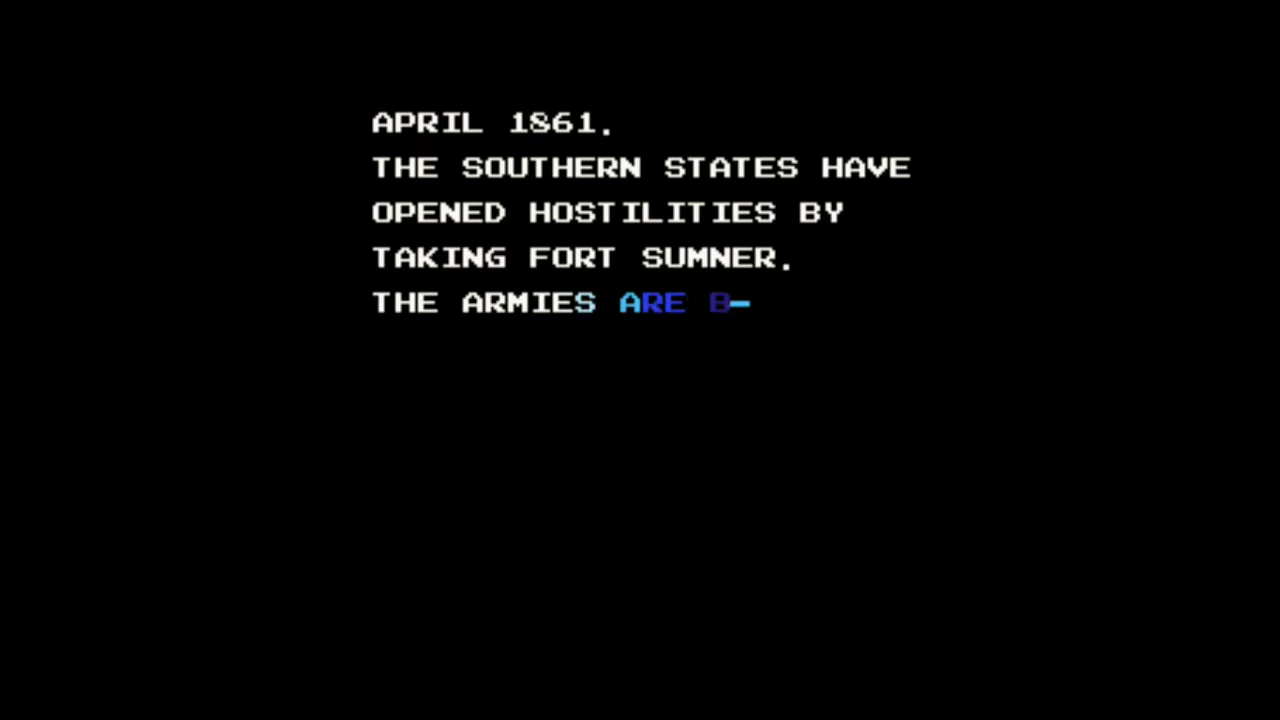 APRIL 1861.
THE SOUTHERN STATES HAVE
OPENED HOSTILITIES BY
TAKING FORT SUMNER.
THE ARMIES ARE B-